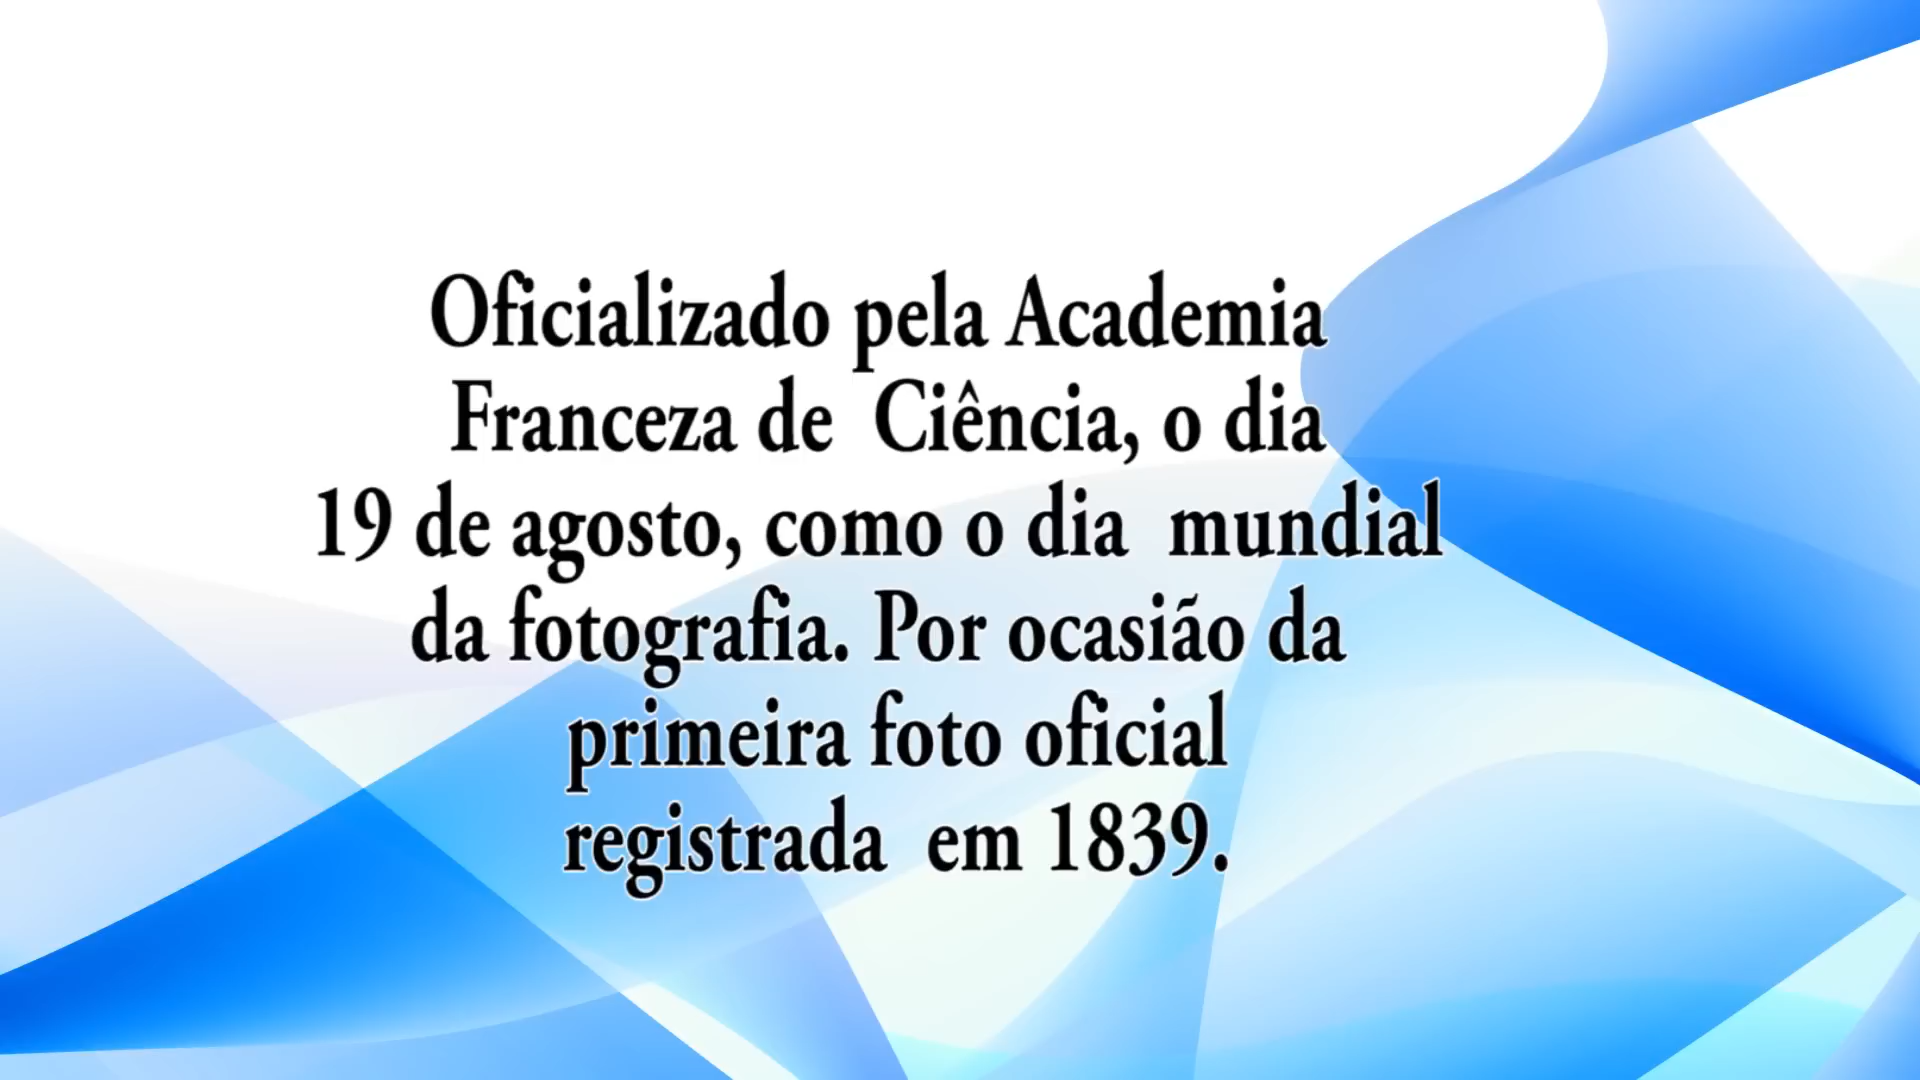 Oficializado pela Academia
Franceza de Ciência, o dia
19 de agosto, como o dia mundial
da fotografia. Por ocasião da
primeira foto oficial
registrada em 1839.